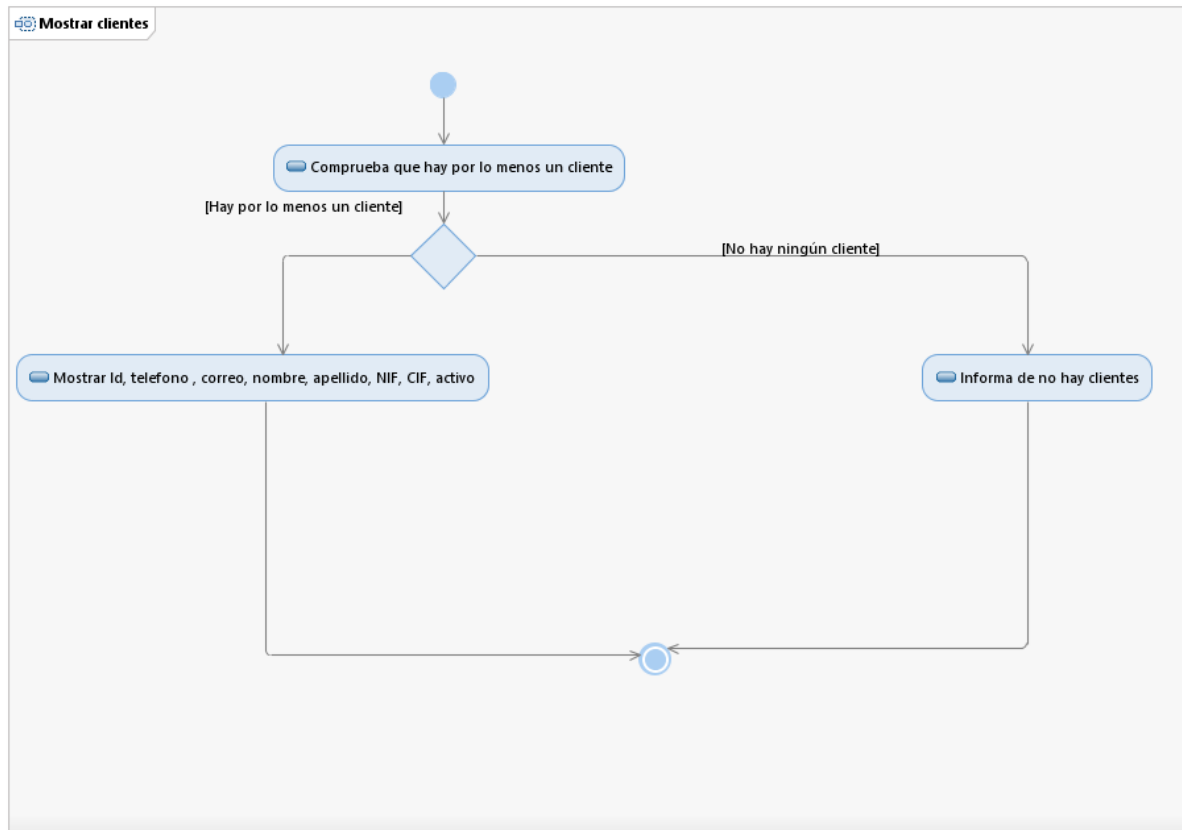 Mostrar clientes
Comprueba que hay por lo menos un cliente
[Hay por lo menos un cliente]
[No hay ningún cliente]
Mostrar Id, telefono , correo, nombre, apellido, NIF, CIF, activo
Informa de no hay clientes